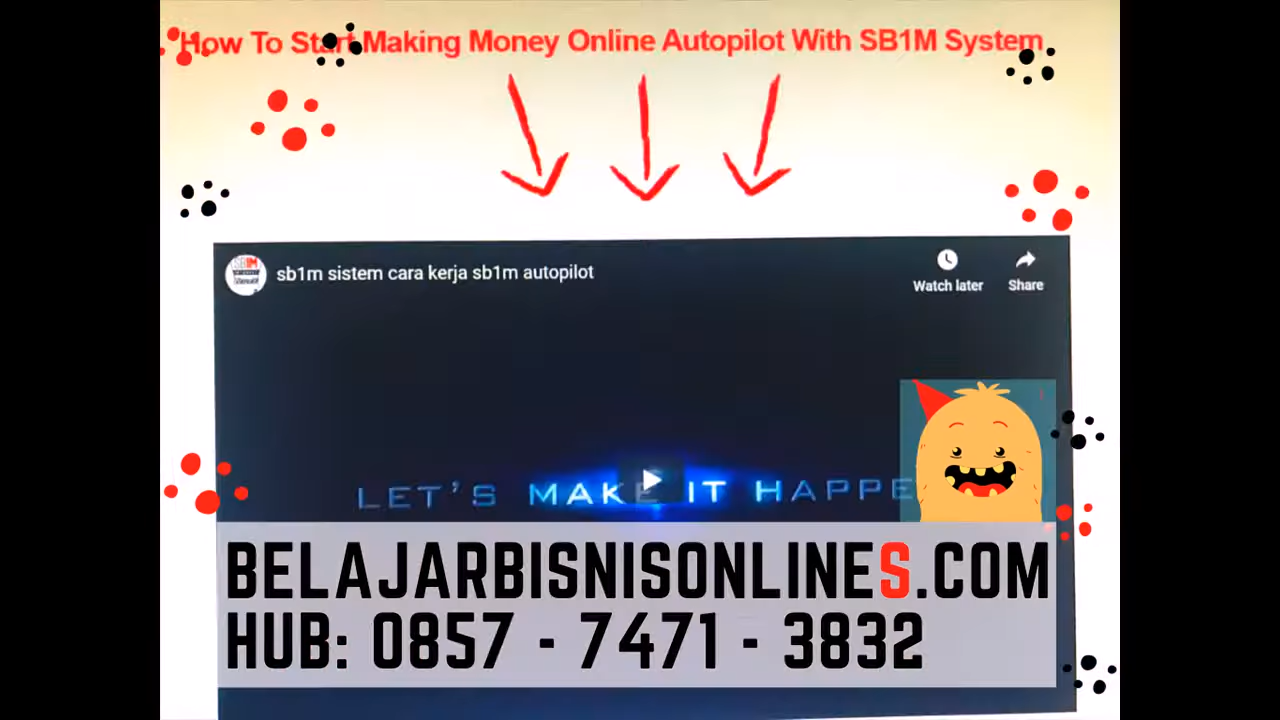 How To Start Making Money Online Autopilot With SB1M System
sb1m sistem cara kerja sb1m autopilot
Watch later
Share
SB1M
LET'S MAKE IT HAPPE
BELAJARBISNISONLINES.COM
HUB: 0857 - 7471 - 3832